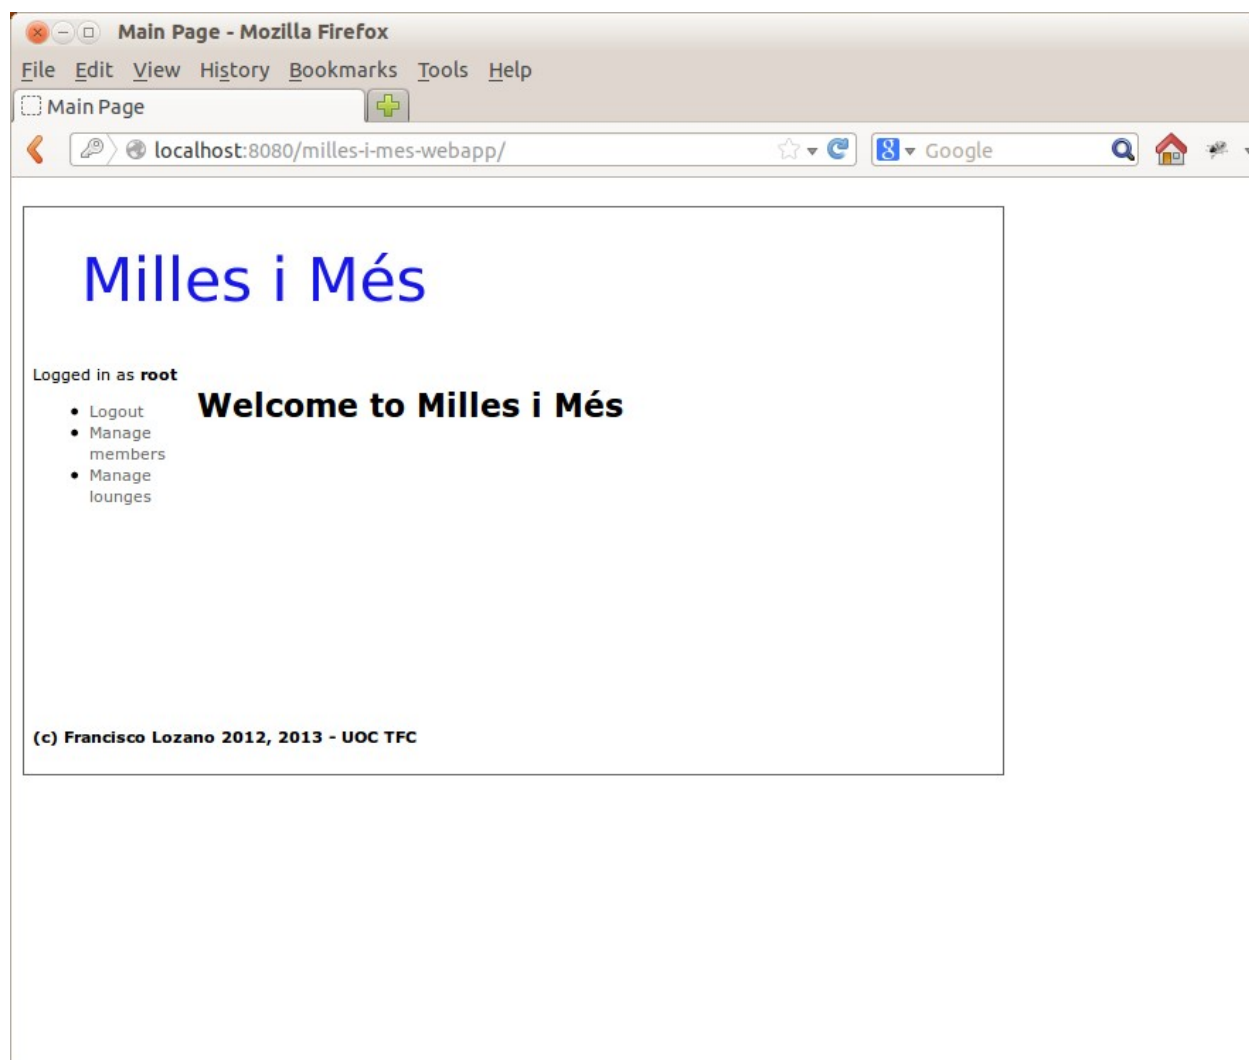 Main Page - Mozilla Firefox
File Edit View History Bookmarks Tools Help
Main Page
localhost:8080/milles-i-mes-webapp/
8 Google
Milles i Més
Logged in as root
Welcome to Milles i Més
Logout
Manage
members
Manage
lounges
(c) Francisco Lozano 2012, 2013 - UOC TFC